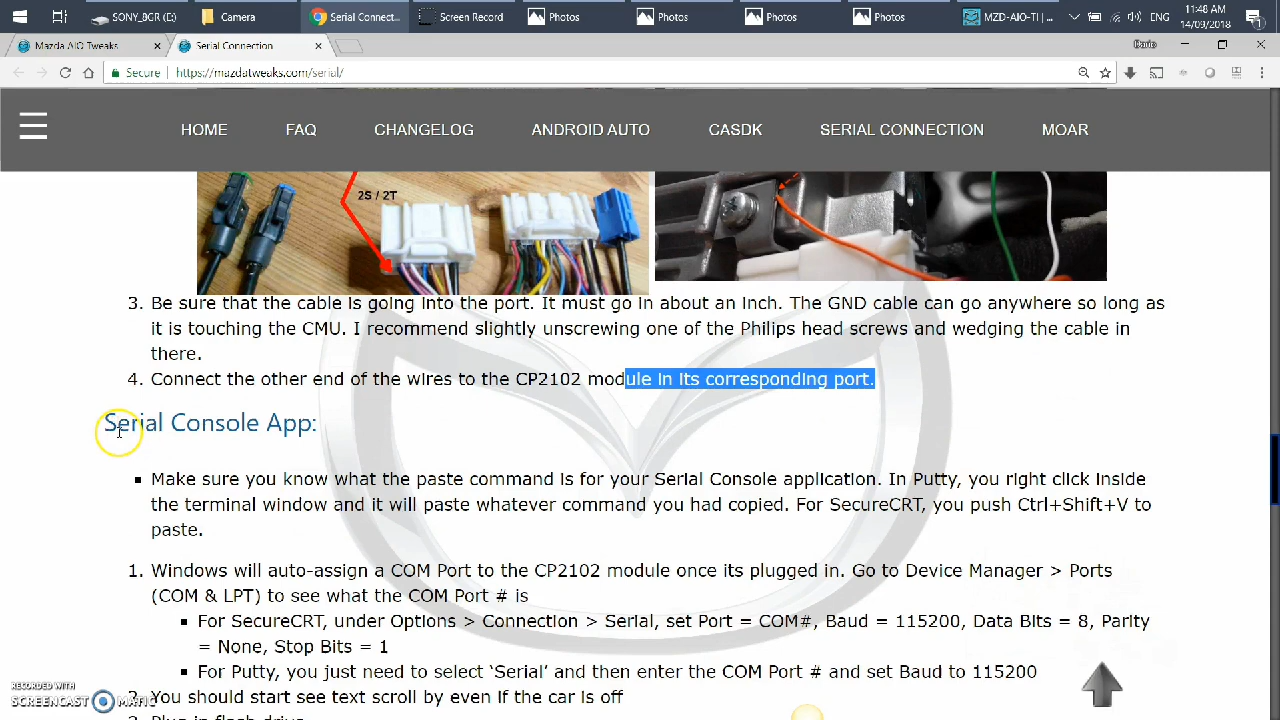 SONY_BGR (E:)
Camera
Serial Connect...
Screen Record
Photos
Photos
Photos
Photos
MZD-AIO-TI | ...
ENG
11:48 AM
14/09/2018
1
Mazda AIO Tweaks
Serial Connection
Secure
https://mazdatweaks.com/serial/
HOME
FAQ
CHANGELOG
ANDROID AUTO
CASDK
SERIAL CONNECTION
MOAR
2S / 2T
3. Be sure that the cable is going into the port. It must go in about an inch. The GND cable can go anywhere so long as
it is touching the CMU. I recommend slightly unscrewing one of the Philips head screws and wedging the cable in
there.
4. Connect the other end of the wires to the CP2102 module in its corresponding port.
Serial Console App:
Make sure you know what the paste command is for your Serial Console application. In Putty, you right click inside
the terminal window and it will paste whatever command you had copied. For SecureCRT, you push Ctrl+Shift+V to
paste.
1. Windows will auto-assign a COM Port to the CP2102 module once its plugged in. Go to Device Manager > Ports
(COM & LPT) to see what the COM Port # is
For SecureCRT, under Options > Connection > Serial, set Port = COM#, Baud = 115200, Data Bits = 8, Parity
= None, Stop Bits = 1
For Putty, you just need to select ‘Serial’ and then enter the COM Port # and set Baud to 115200
You should start see text scroll by even if the car is off
RECORDED WITH
SCREENCAST MATIC
Plug in flash drive